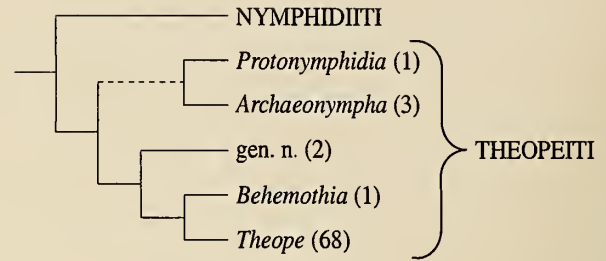 NYMPHIDIITI
Protonymphidia (1)
Archaeonympha (3)
gen. n. (2)
THEOPEITI
Behemothia (1)
Theope (68)